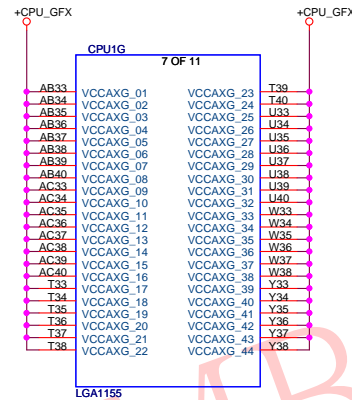 +CPU_GFX +CPU_GFX
CPU1G
7 OF 11
AB33 VCCAXG_01 VCCAXG_23 T39
AB34 VCCAXG_02 VCCAXG_24 T40
AB35 VCCAXG_03 VCCAXG_25 U33
AB36 VCCAXG_04 VCCAXG_26 U34
AB37 VCCAXG_05 VCCAXG_27 U35
AB38 VCCAXG_06 VCCAXG_28 U36
AB39 VCCAXG_07 VCCAXG_29 U37
AB40 VCCAXG_08 VCCAXG_30 U38
AC33 VCCAXG_09 VCCAXG_31 U39
AC34 VCCAXG_10 VCCAXG_32 U40
AC35 VCCAXG_11 VCCAXG_33 W33
AC36 VCCAXG_12 VCCAXG_34 W34
AC37 VCCAXG_13 VCCAXG_35 W35
AC38 VCCAXG_14 VCCAXG_36 W36
AC39 VCCAXG_15 VCCAXG_37 W37
AC40 VCCAXG_16 VCCAXG_38 W38
T33 VCCAXG_17 VCCAXG_39 Y33
T34 VCCAXG_18 VCCAXG_40 Y34
T35 VCCAXG_19 VCCAXG_41 Y35
T36 VCCAXG_20 VCCAXG_42 Y36
T37 VCCAXG_21 VCCAXG_43 Y37
T38 VCCAXG_22 VCCAXG_44 Y38
LGA1155